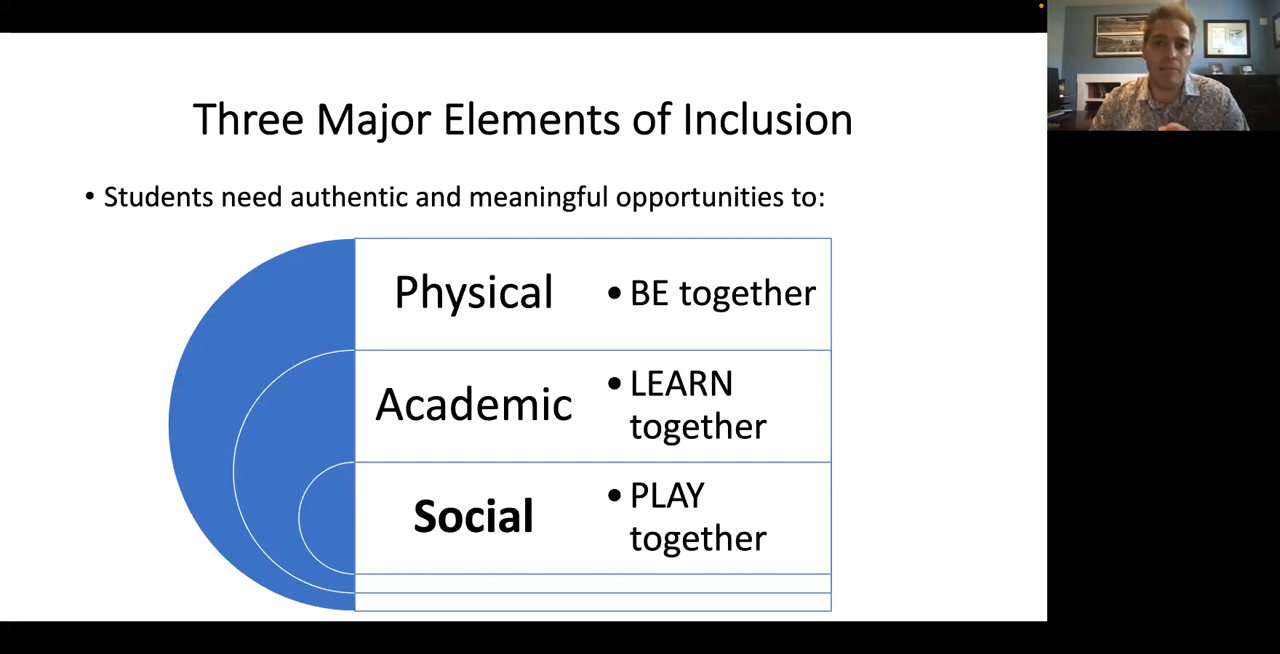 Three Major Elements of Inclusion
• Students need authentic and meaningful opportunities to:
Physical
• BE together
Academic
• LEARN
together
Social
• PLAY
together